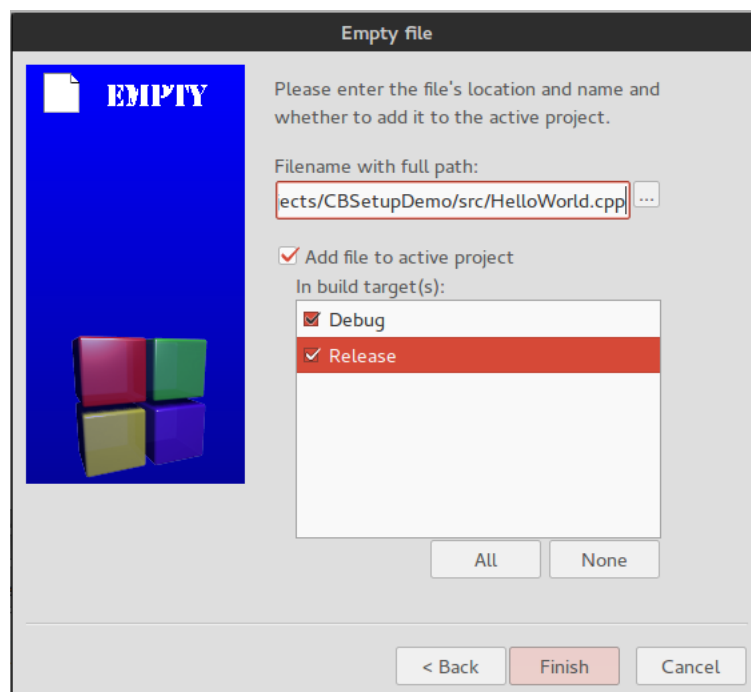 Empty file
EMPTY
Please enter the file's location and name and
whether to add it to the active project.
Filename with full path:
jects/CBSetupDemo/src/HelloWorld.cpp
...
Add file to active project
In build target(s):
Debug
Release
All
None
< Back
Finish
Cancel